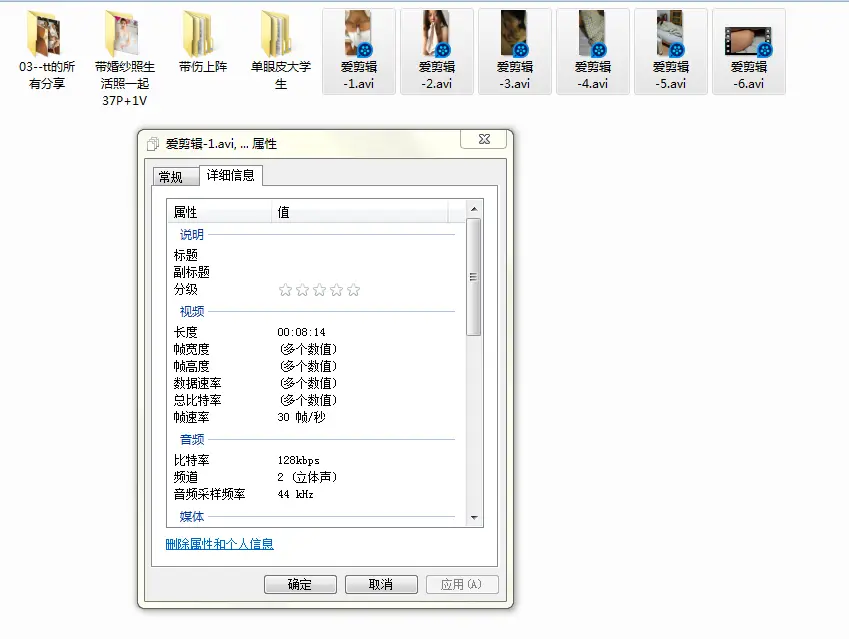 03--tt的所
有分享
带婚纱照生
活照一起
37P+1V
带伤上阵
单眼皮大学
生
爱剪辑
-1.avi
爱剪辑
-2.avi
爱剪辑
-3.avi
爱剪辑
-4.avi
爱剪辑
-5.avi
爱剪辑
-6.avi
爱剪辑-1.avi, ... 属性
常规
详细信息
属性 值
说明
标题
副标题
分级
视频
长度 00:08:14
帧宽度 (多个数值)
帧高度 (多个数值)
数据速率 (多个数值)
总比特率 (多个数值)
帧速率 30 帧/秒
音频
比特率 128kbps
频道 2 (立体声)
音频采样频率 44 kHz
媒体
删除属性和个人信息
确定 取消 应用(A)